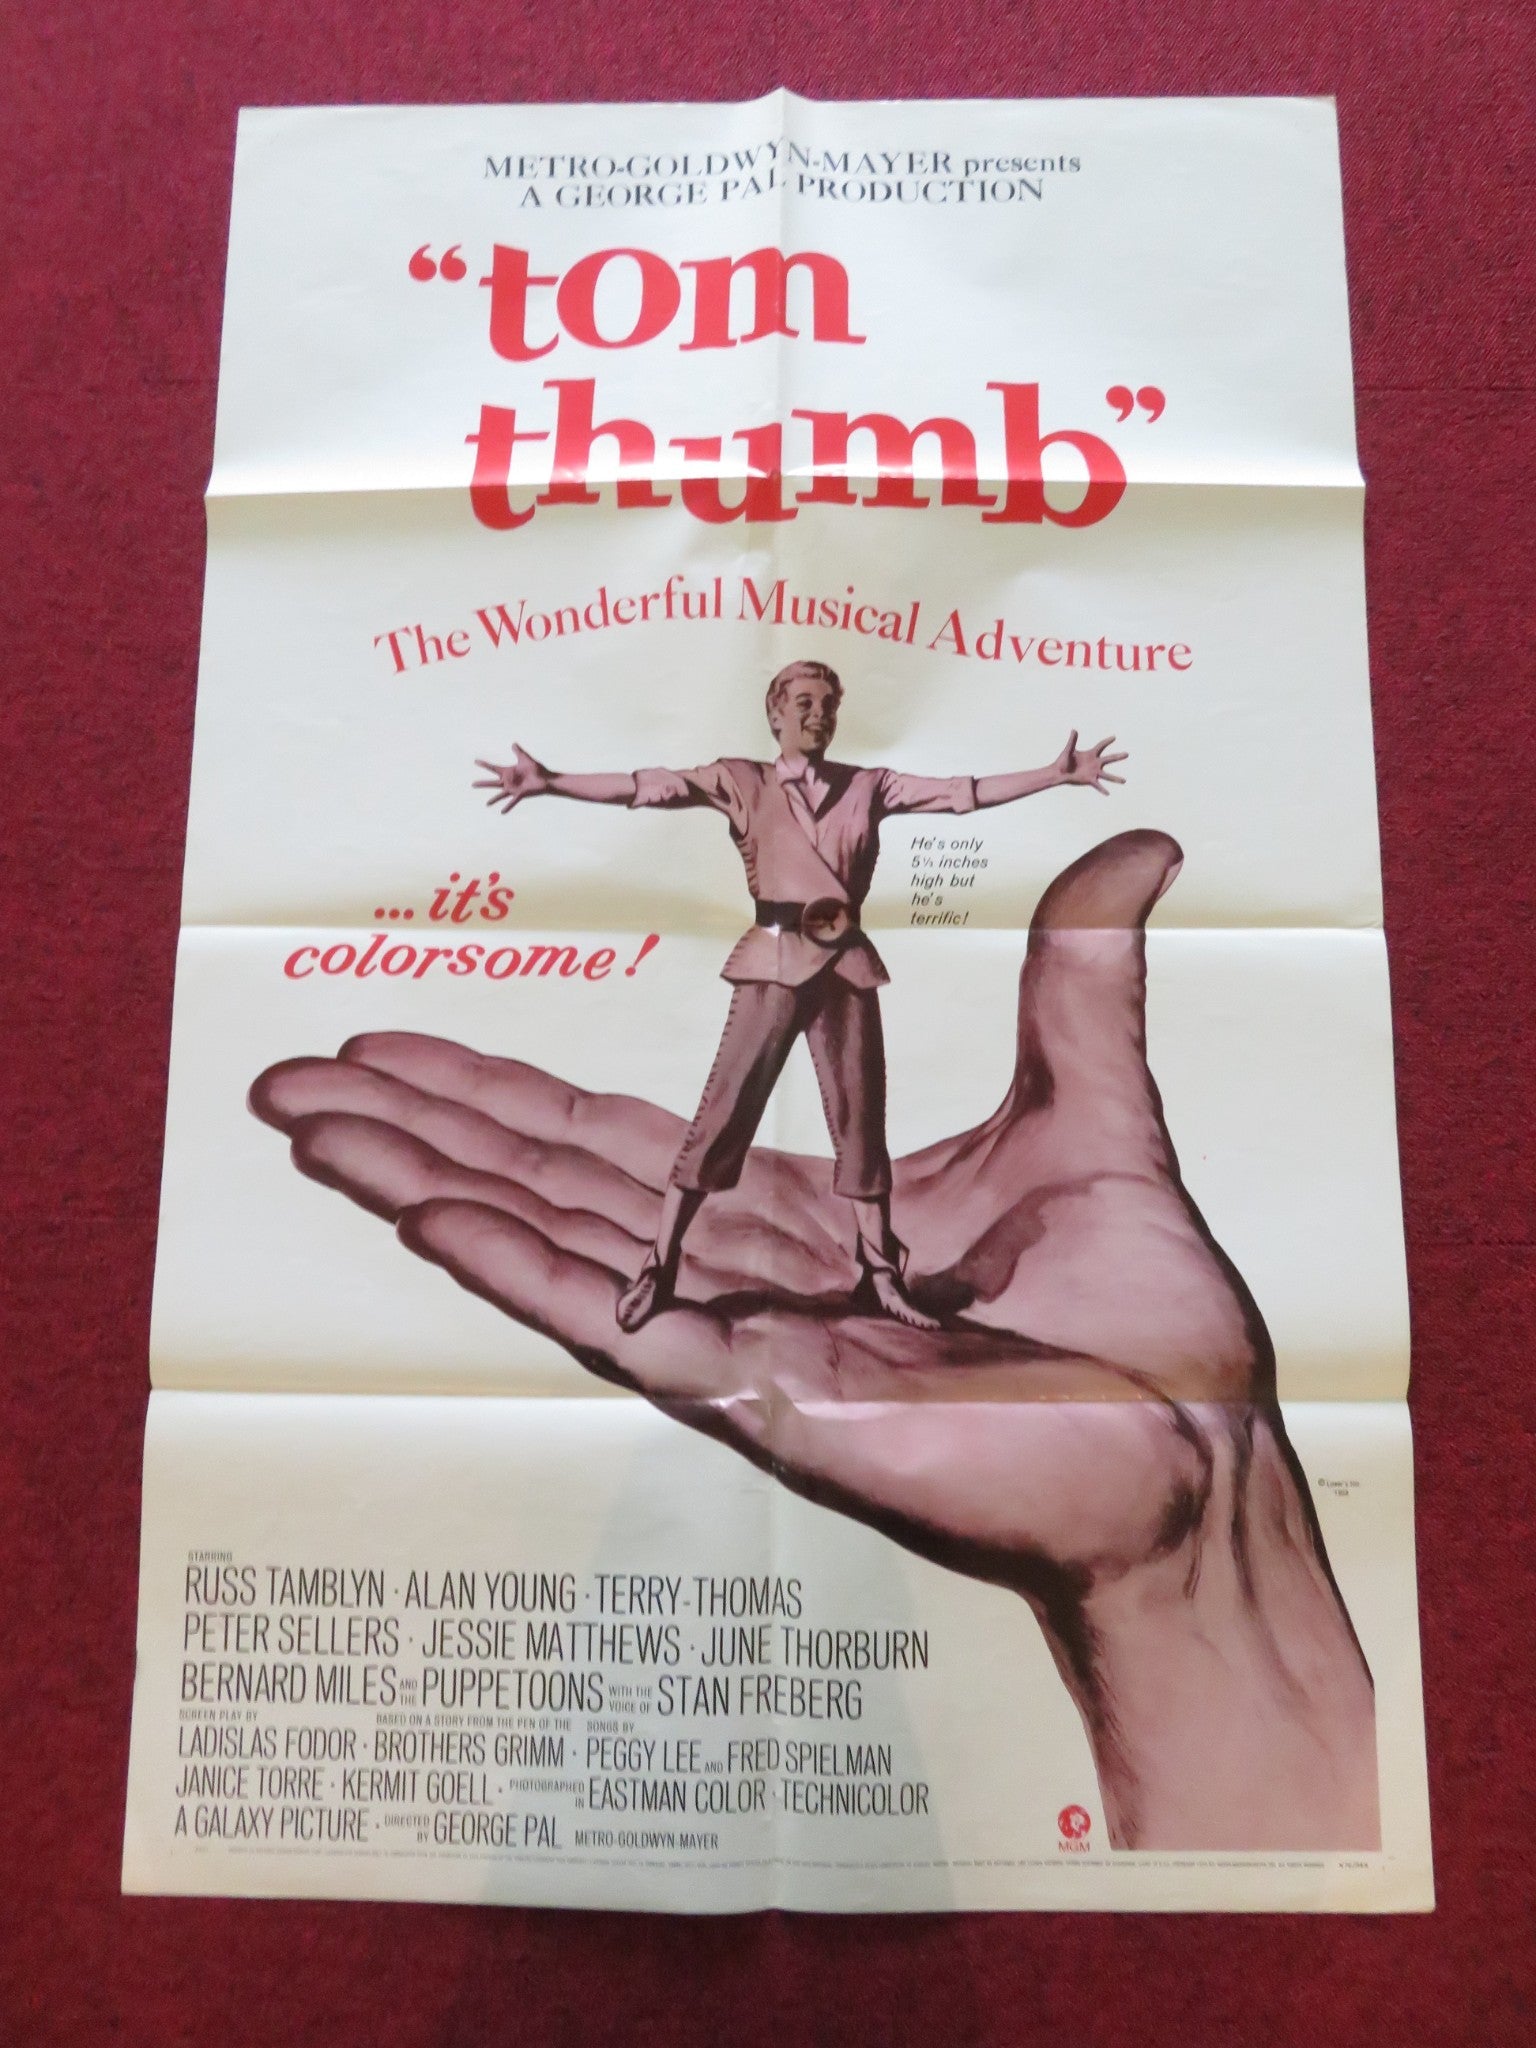 METRO-GOLDWYN-MAYER presents
A GEORGE PAL PRODUCTION
“tom
thumb”
The Wonderful Musical Adventure
He's only
5½ inches
high but
he's
terrific!
...it's
colorsome!
© Loew's Inc.
STARRING
RUSS TAMBLYN · ALAN YOUNG · TERRY-THOMAS
PETER SELLERS · JESSIE MATTHEWS · JUNE THORBURN
BERNARD MILES AND THE PUPPETOONS WITH THE VOICE OF STAN FREBERG
SCREEN PLAY BY LADISLAS FODOR · BASED ON A STORY FROM THE PEN OF THE BROTHERS GRIMM · SONGS BY PEGGY LEE AND FRED SPIELMAN
JANICE TORRE · KERMIT GOELL · PHOTOGRAPHED IN EASTMAN COLOR · TECHNICOLOR
A GALAXY PICTURE · DIRECTED BY GEORGE PAL METRO-GOLDWYN-MAYER
MGM